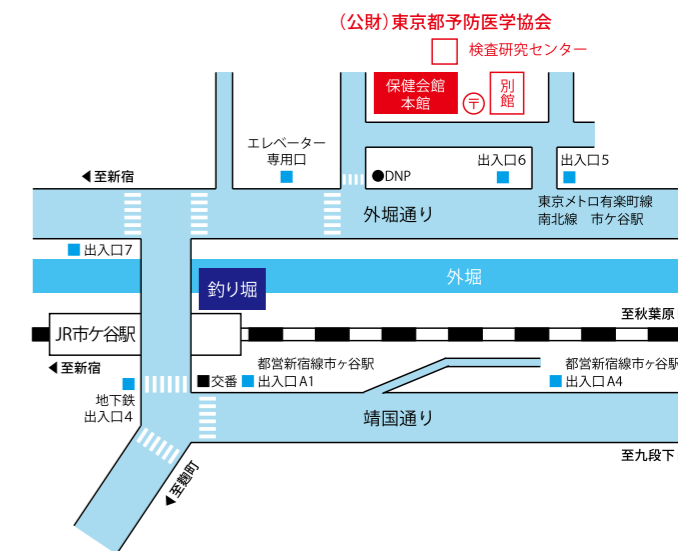 （公財）東京都予防医学協会
検査研究センター
保健会館
本館
〒
別館
エレベーター
専用口
出入口6
出入口5
◀至新宿
●DNP
東京メトロ有楽町線
南北線　市ケ谷駅
外堀通り
出入口7
外堀
釣り堀
至秋葉原
JR市ケ谷駅
◀至新宿
都営新宿線市ヶ谷駅
出入口A1
交番
都営新宿線市ヶ谷駅
出入口A4
地下鉄
出入口4
靖国通り
至九段下
◀至麹町